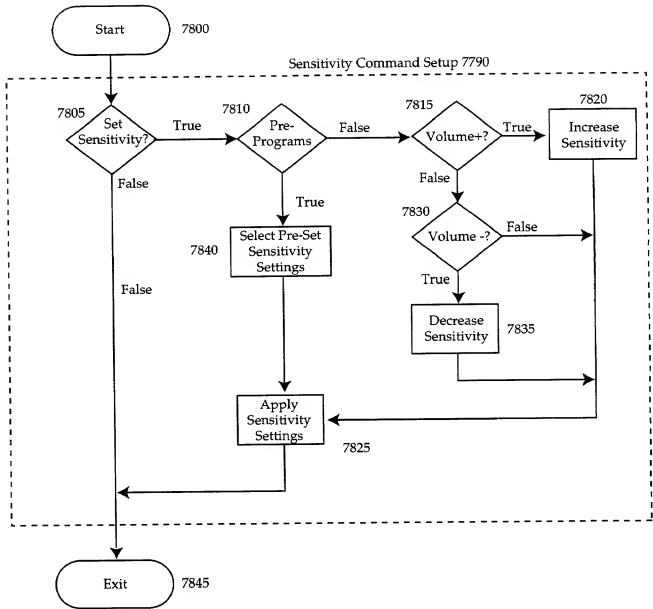 Start
7800
Sensitivity Command Setup 7790
7805
Set
Sensitivity?
True
7810
Pre-
Programs
False
7815
Volume+?
True
7820
Increase
Sensitivity
False
True
False
7830
Volume -?
False
7840
Select Pre-Set
Sensitivity
Settings
True
False
Decrease
Sensitivity
7835
Apply
Sensitivity
Settings
7825
Exit
7845